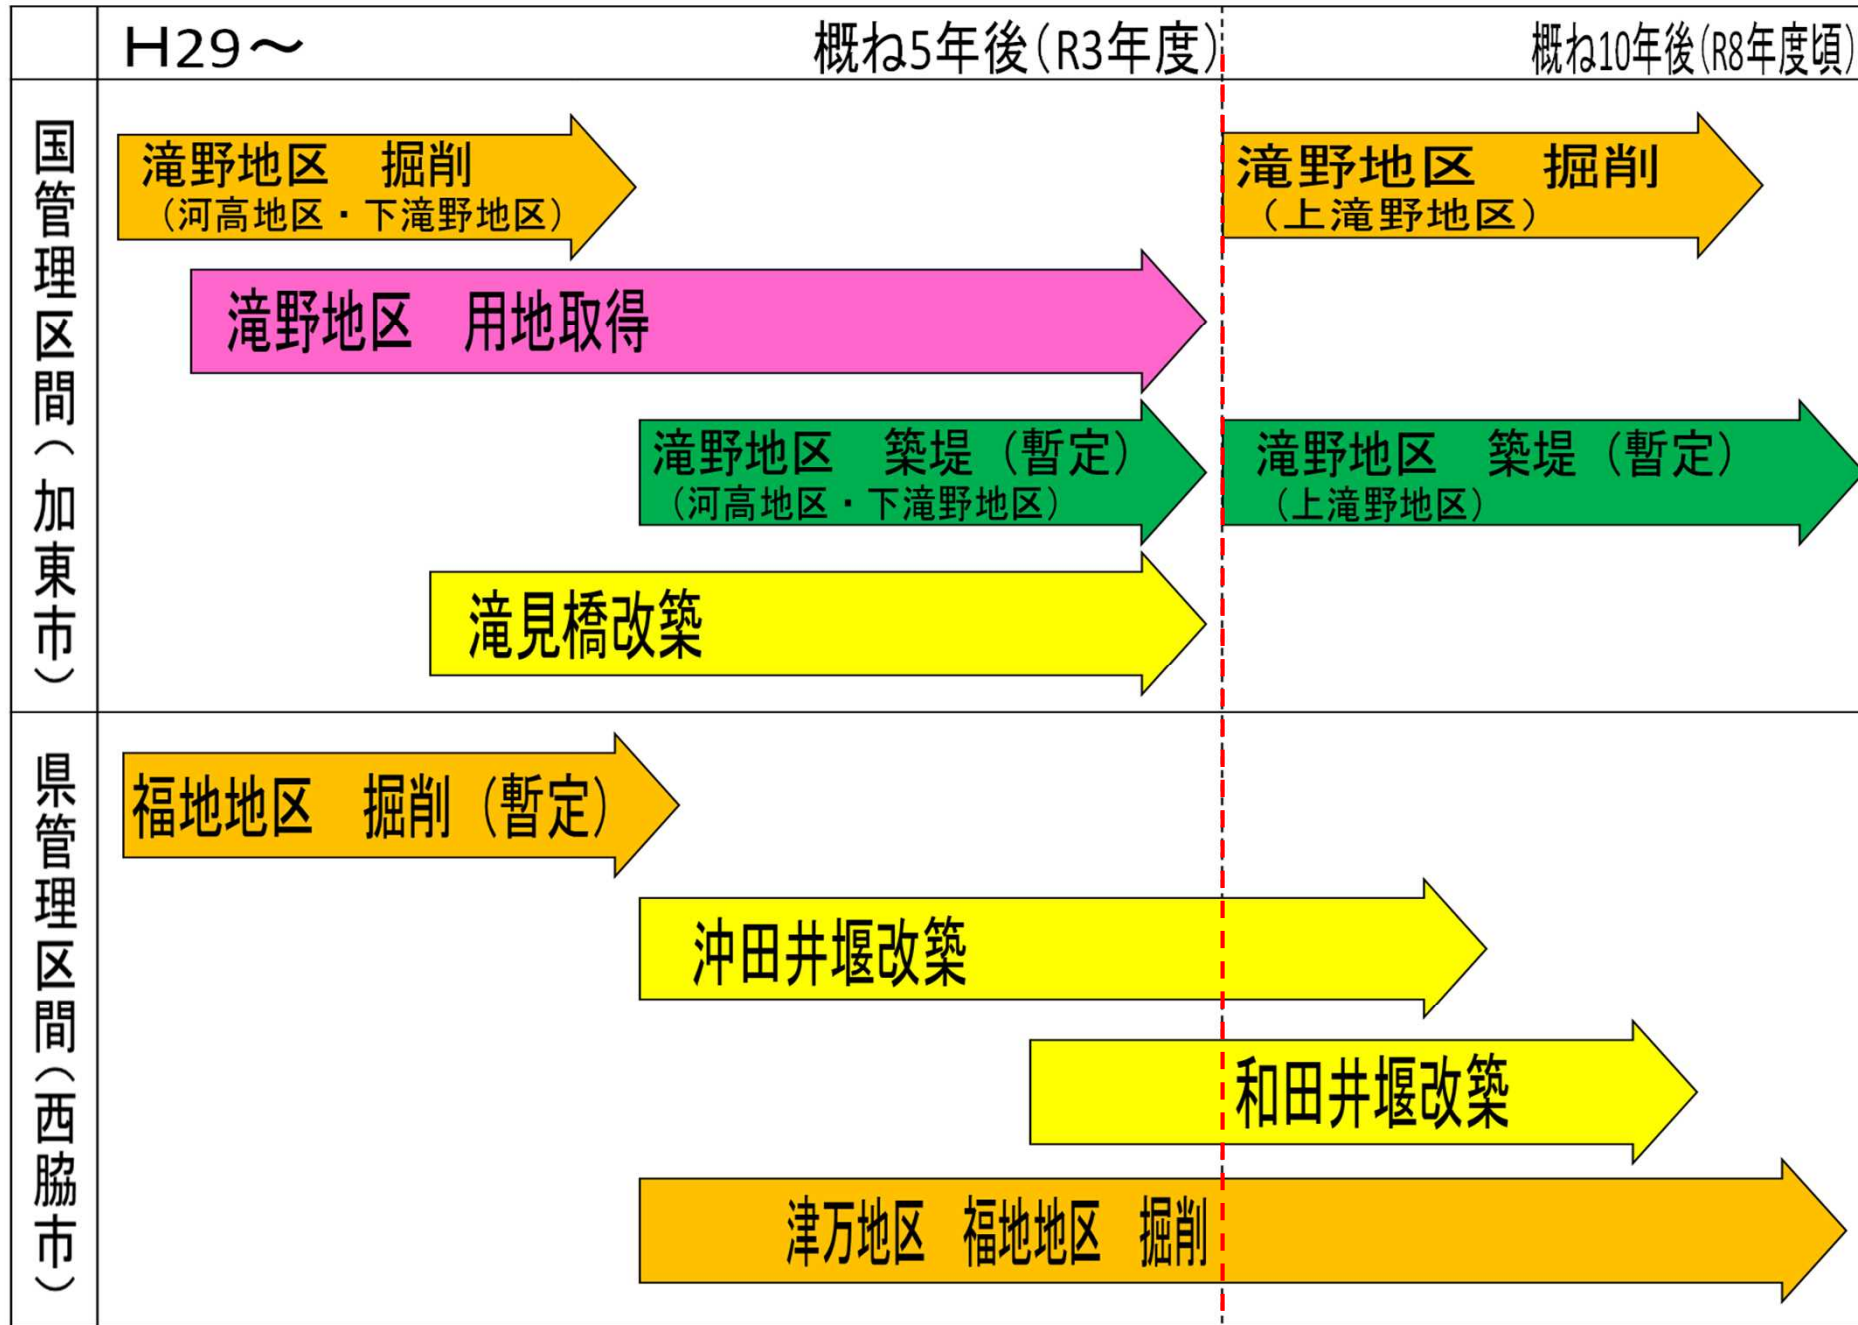 H29～
概ね5年後(R3年度)
概ね10年後(R8年度頃)
国管理区間(加東市)
滝野地区　掘削
（河高地区・下滝野地区）
滝野地区　掘削
（上滝野地区）
滝野地区　用地取得
滝野地区　築堤（暫定）
（河高地区・下滝野地区）
滝野地区　築堤（暫定）
（上滝野地区）
滝見橋改築
県管理区間(西脇市)
福地地区　掘削（暫定）
沖田井堰改築
和田井堰改築
津万地区　福地地区　掘削